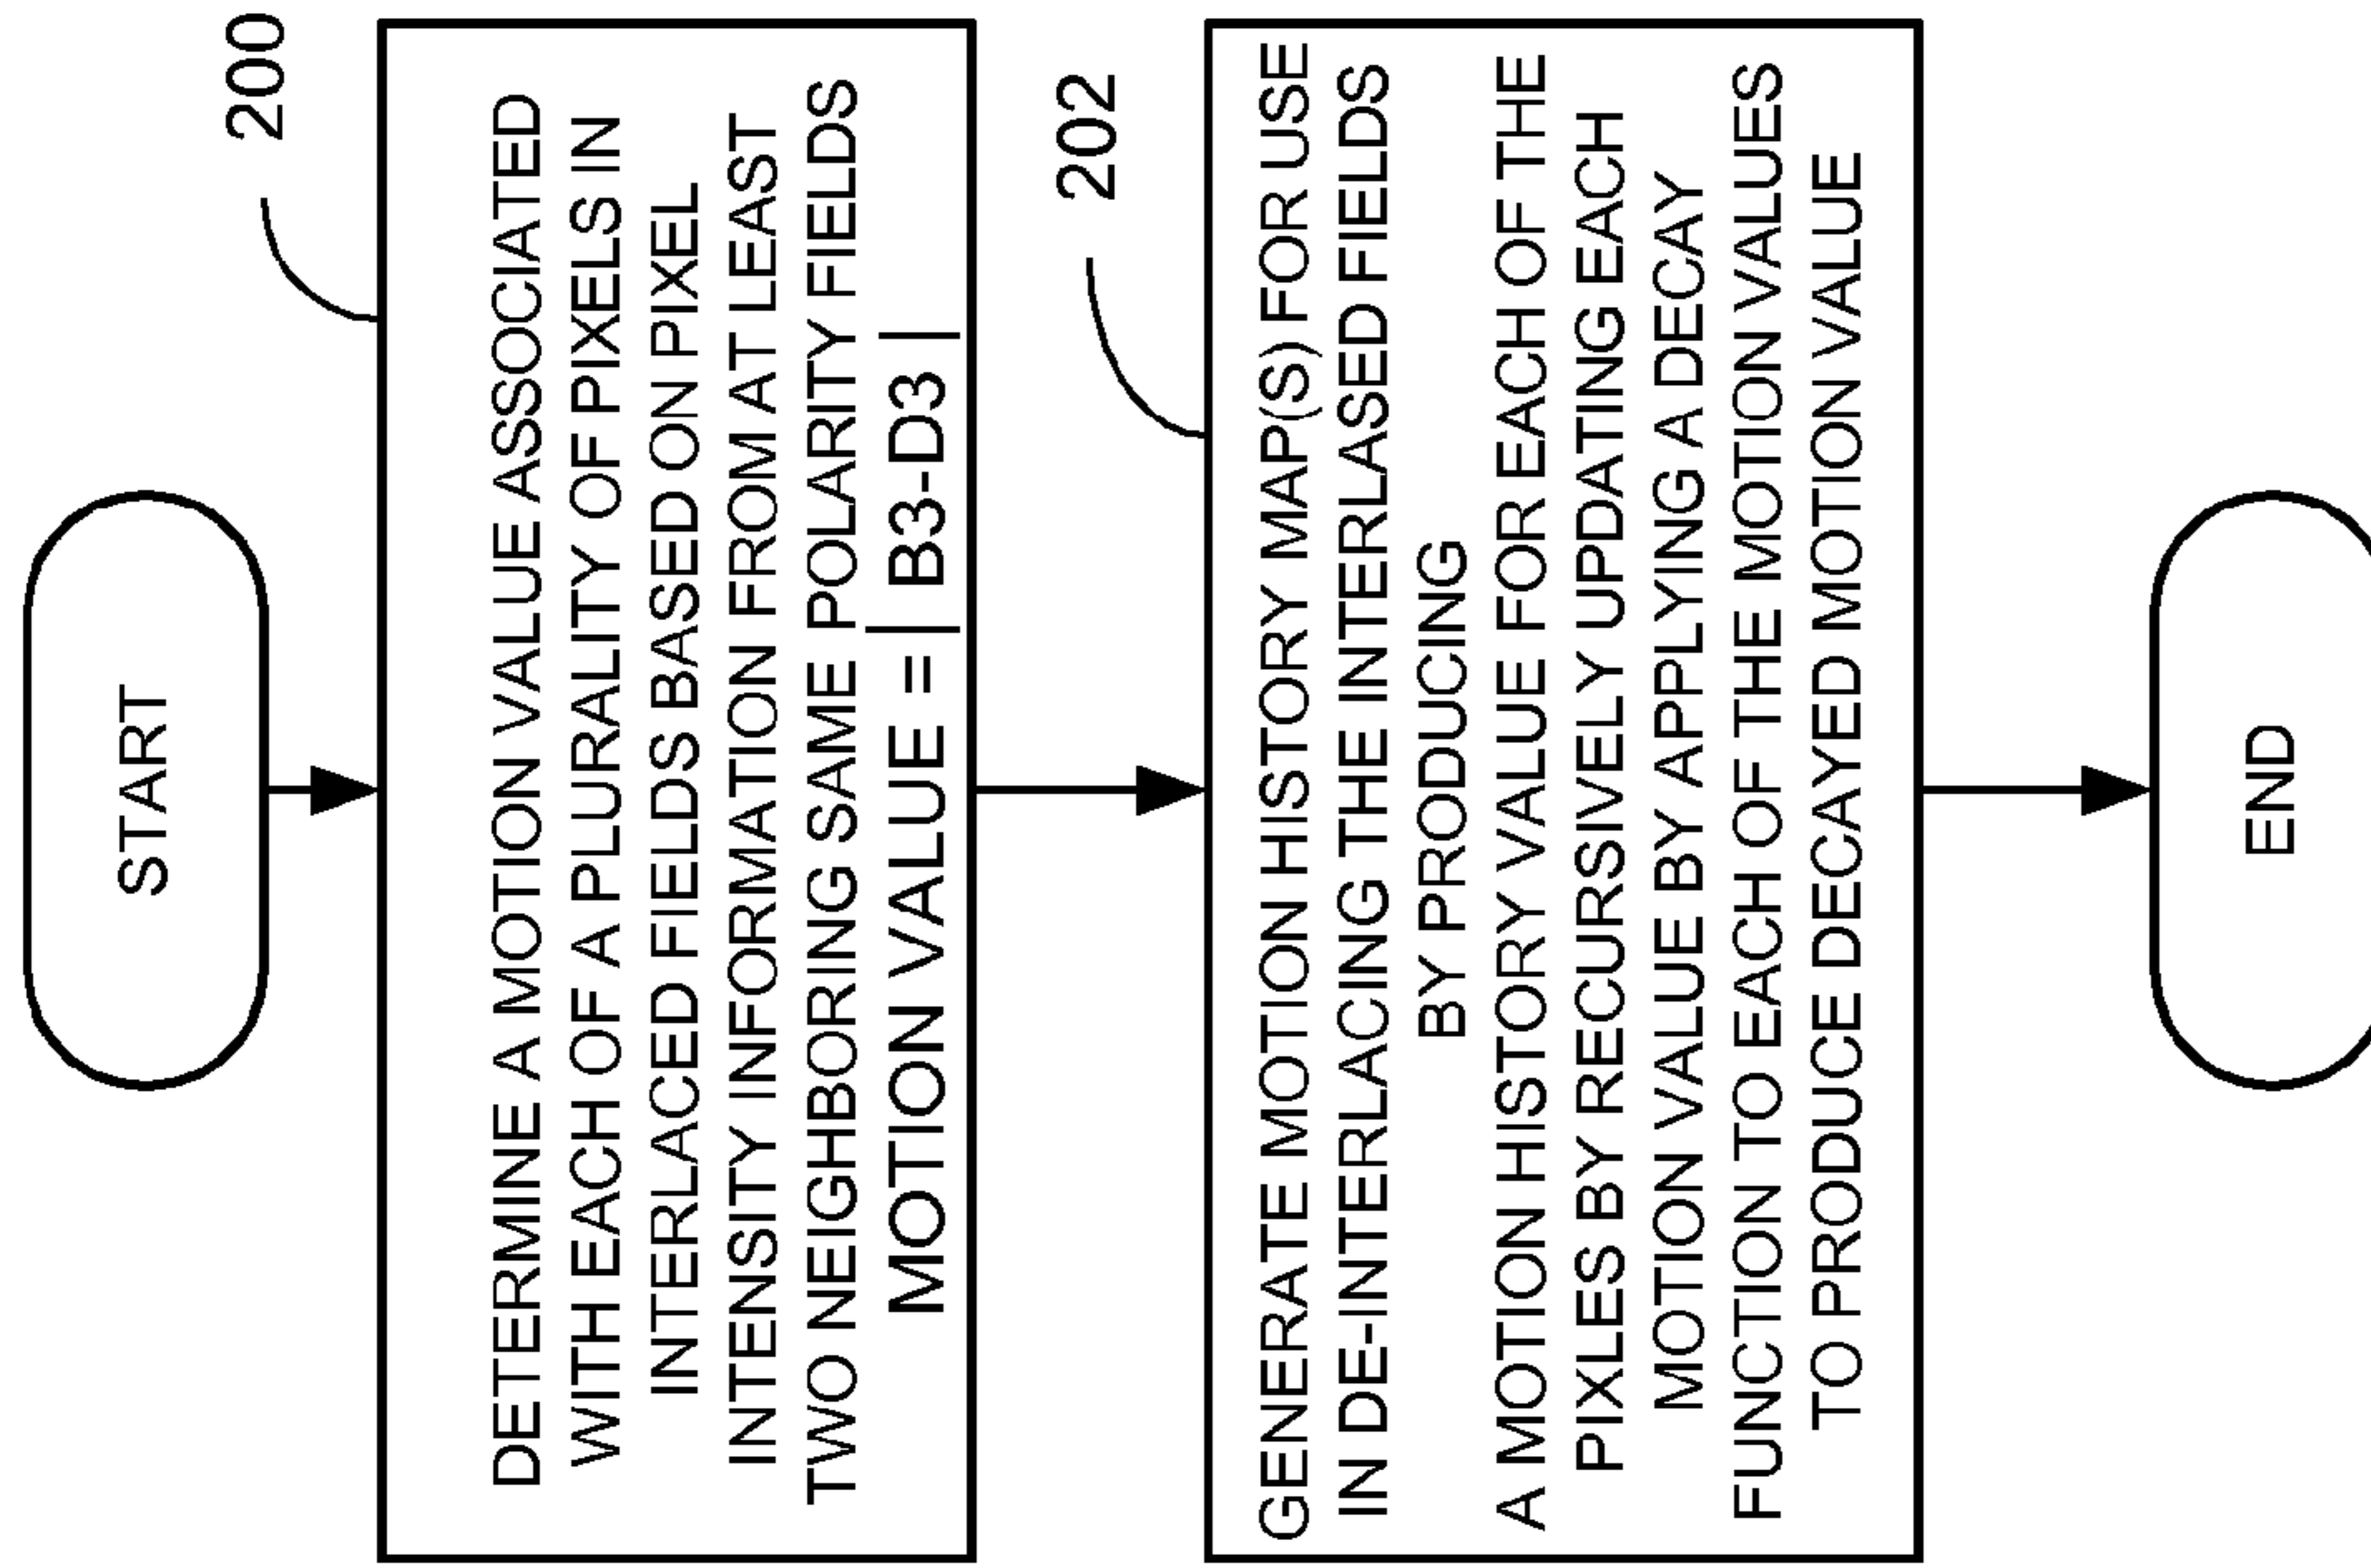 START
200
DETERMINE A MOTION VALUE ASSOCIATED
WITH EACH OF A PLURALITY OF PIXELS IN
INTERLACED FIELDS BASED ON PIXEL
INTENSITY INFORMATION FROM AT LEAST
TWO NEIGHBORING SAME POLARITY FIELDS
MOTION VALUE = | B3-D3 |
202
GENERATE MOTION HISTORY MAP(S) FOR USE
IN DE-INTERLACING THE INTERLASED FIELDS
BY PRODUCING
A MOTION HISTORY VALUE FOR EACH OF THE
PIXLES BY RECURSIVELY UPDATING EACH
MOTION VALUE BY APPLYING A DECAY
FUNCTION TO EACH OF THE MOTION VALUES
TO PRODUCE DECAYED MOTION VALUE
END